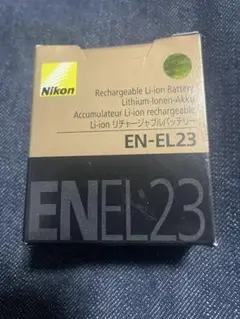 Nikon
Rechargeable Li-ion Battery
Lithium-Ionen-Akku
Accumulateur Li-ion rechargeable
Li-ion リチャージャブルバッテリー
EN-EL23
ENEL23